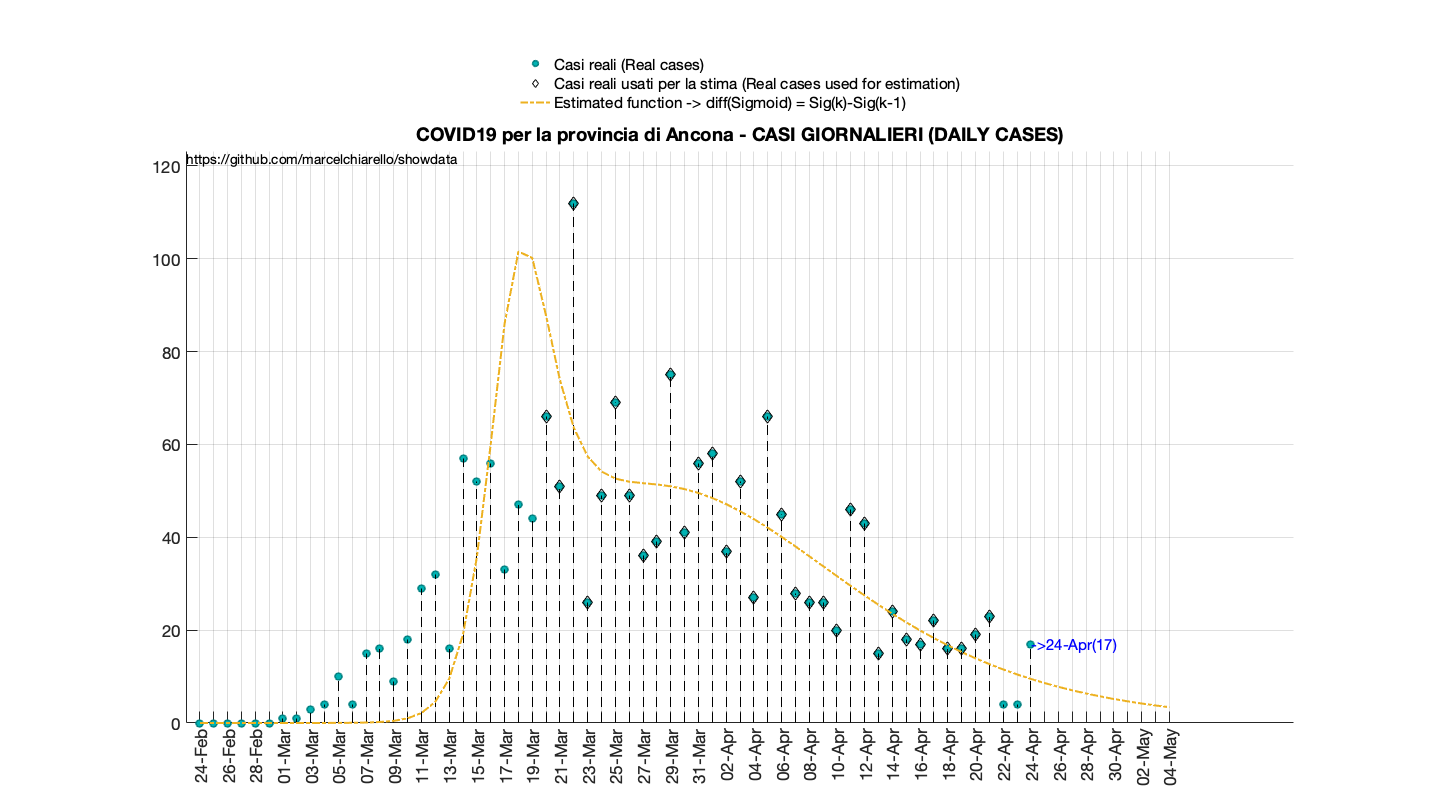 Casi reali (Real cases)
Casi reali usati per la stima (Real cases used for estimation)
Estimated function -> diff(Sigmoid) = Sig(k)-Sig(k-1)
COVID19 per la provincia di Ancona - CASI GIORNALIERI (DAILY CASES)
https://github.com/marcelchiarello/showdata
120
100
80
60
40
20
0
->24-Apr(17)
24-Feb
26-Feb
28-Feb
01-Mar
03-Mar
05-Mar
07-Mar
09-Mar
11-Mar
13-Mar
15-Mar
17-Mar
19-Mar
21-Mar
23-Mar
25-Mar
27-Mar
29-Mar
31-Mar
02-Apr
04-Apr
06-Apr
08-Apr
10-Apr
12-Apr
14-Apr
16-Apr
18-Apr
20-Apr
22-Apr
24-Apr
26-Apr
28-Apr
30-Apr
02-May
04-May